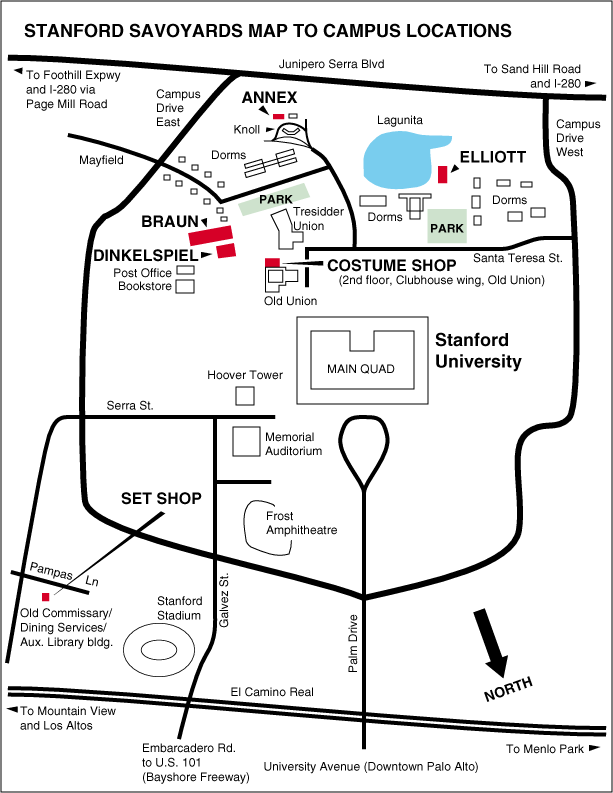 STANFORD SAVOYARDS MAP TO CAMPUS LOCATIONS
Junipero Serra Blvd
To Foothill Expwy
and I-280 via
Page Mill Road
To Sand Hill Road
and I-280
Campus
Drive
East
ANNEX
Knoll
Lagunita
Campus
Drive
West
Mayfield
Dorms
ELLIOTT
PARK
Dorms
Dorms
Tresidder
Union
PARK
BRAUN
DINKELSPIEL
Post Office
Bookstore
COSTUME SHOP
(2nd floor, Clubhouse wing, Old Union)
Santa Teresa St.
Old Union
MAIN QUAD
Stanford
University
Hoover Tower
Serra St.
Memorial
Auditorium
SET SHOP
Frost
Amphitheatre
Pampas Ln
Old Commissary/
Dining Services/
Aux. Library bldg.
Stanford
Stadium
Galvez St.
Palm Drive
NORTH
El Camino Real
To Mountain View
and Los Altos
To Menlo Park
Embarcadero Rd.
to U.S. 101
(Bayshore Freeway)
University Avenue (Downtown Palo Alto)